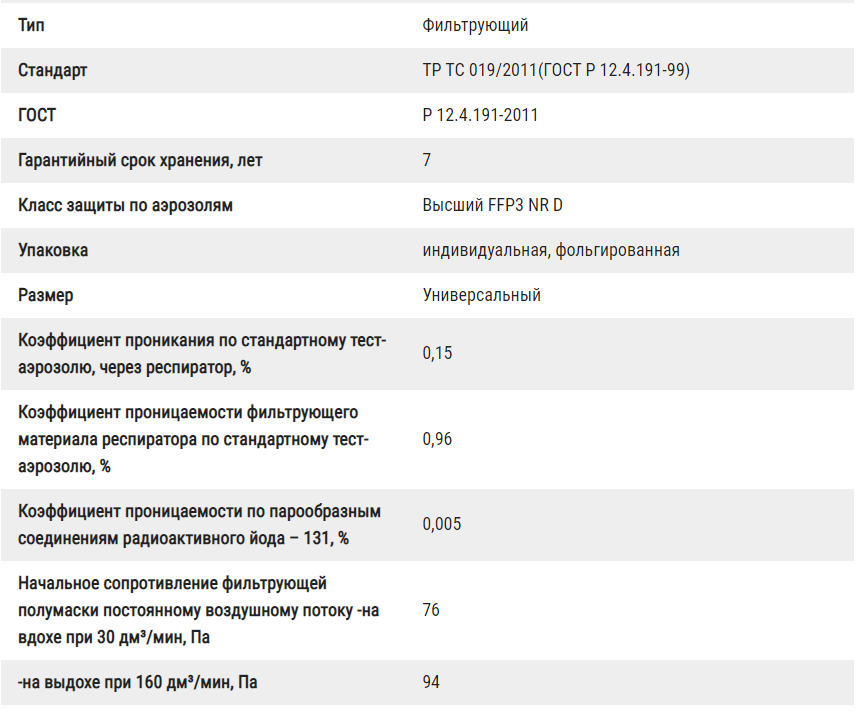 Тип Фильтрующий
Стандарт ТР ТС 019/2011(ГОСТ Р 12.4.191-99)
ГОСТ Р 12.4.191-2011
Гарантийный срок хранения, лет 7
Класс защиты по аэрозолям Высший FFP3 NR D
Упаковка индивидуальная, фольгированная
Размер Универсальный
Коэффициент проникания по стандартному тест-
аэрозолю, через респиратор, % 0,15
Коэффициент проницаемости фильтрующего
материала респиратора по стандартному тест- 0,96
аэрозолю, %
Коэффициент проницаемости по парообразным
соединениям радиоактивного йода – 131, % 0,005
Начальное сопротивление фильтрующей
полумаски постоянному воздушному потоку -на 76
вдохе при 30 дм³/мин, Па
-на выдохе при 160 дм³/мин, Па 94